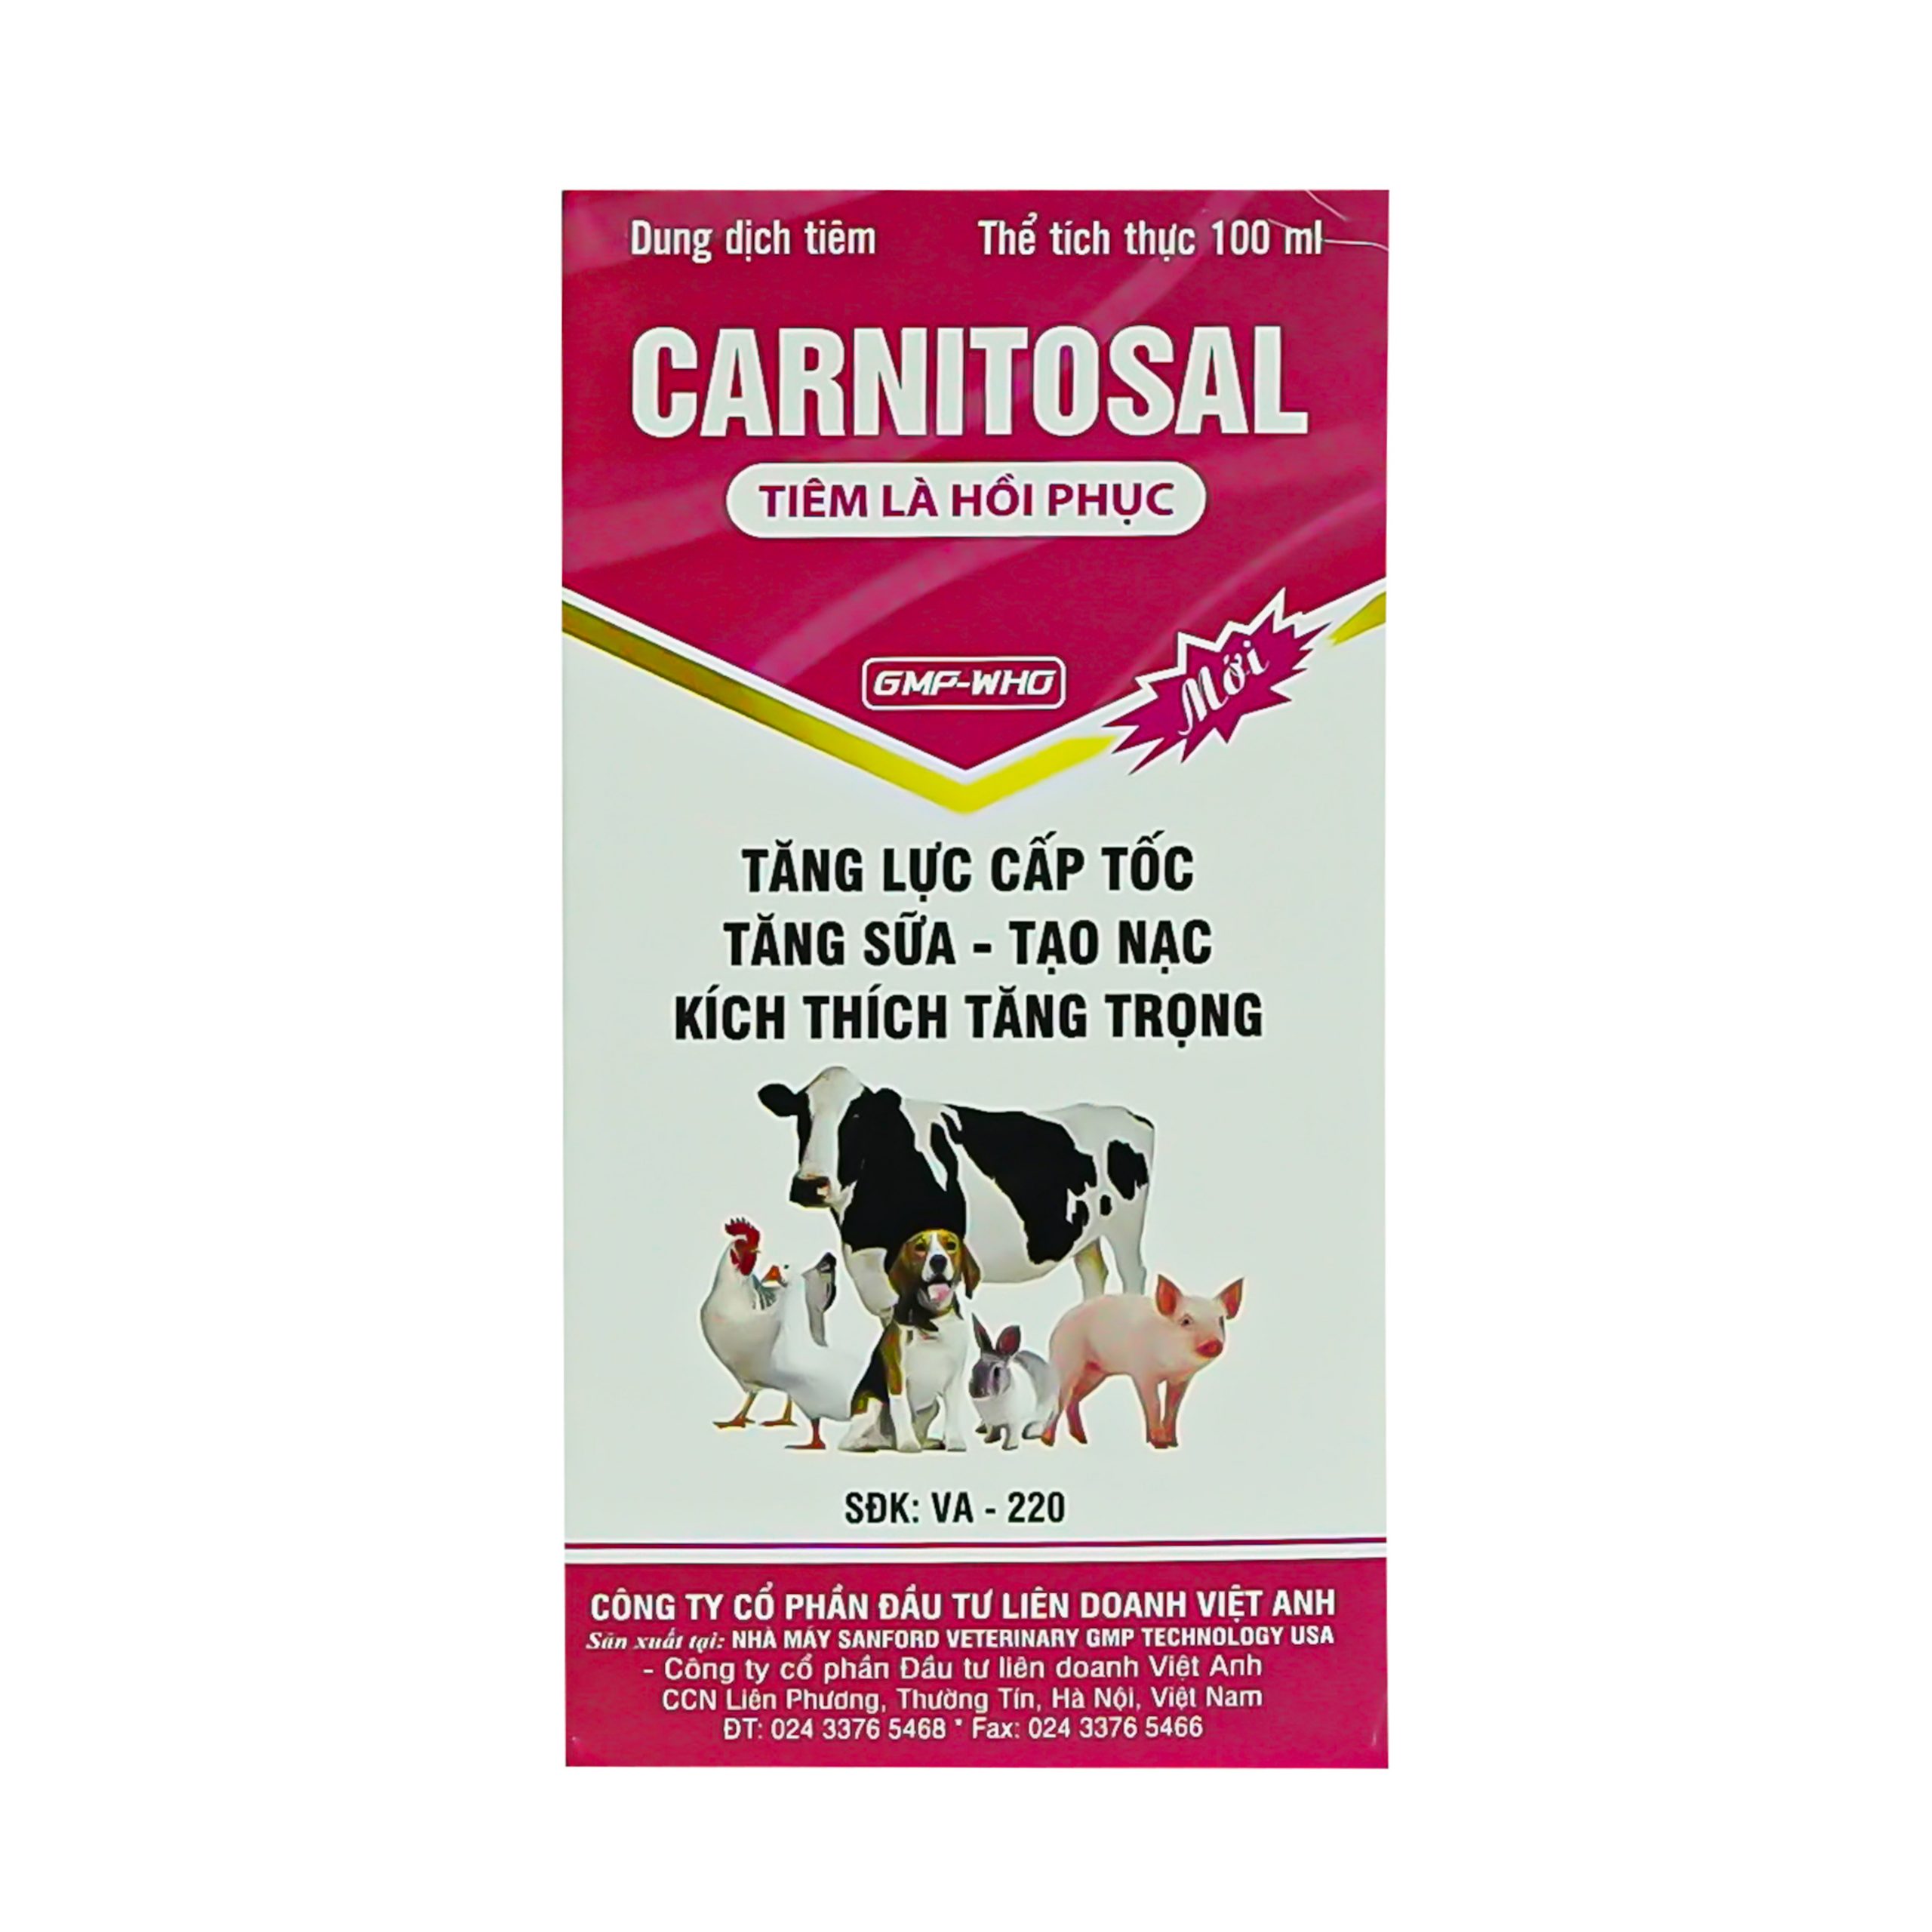 Dung dịch tiêm Thể tích thực 100 ml
CARNITOSAL
TIÊM LÀ HỒI PHỤC
GMP-WHO
Mới
TĂNG LỰC CẤP TỐC
TĂNG SỮA - TẠO NẠC
KÍCH THÍCH TĂNG TRỌNG
SĐK: VA - 220
CÔNG TY CỔ PHẦN ĐẦU TƯ LIÊN DOANH VIỆT ANH
Sản xuất tại: NHÀ MÁY SANFORD VETERINARY GMP TECHNOLOGY USA
- Công ty cổ phần Đầu tư liên doanh Việt Anh
CCN Liên Phương, Thường Tín, Hà Nội, Việt Nam
ĐT: 024 3376 5468 * Fax: 024 3376 5466